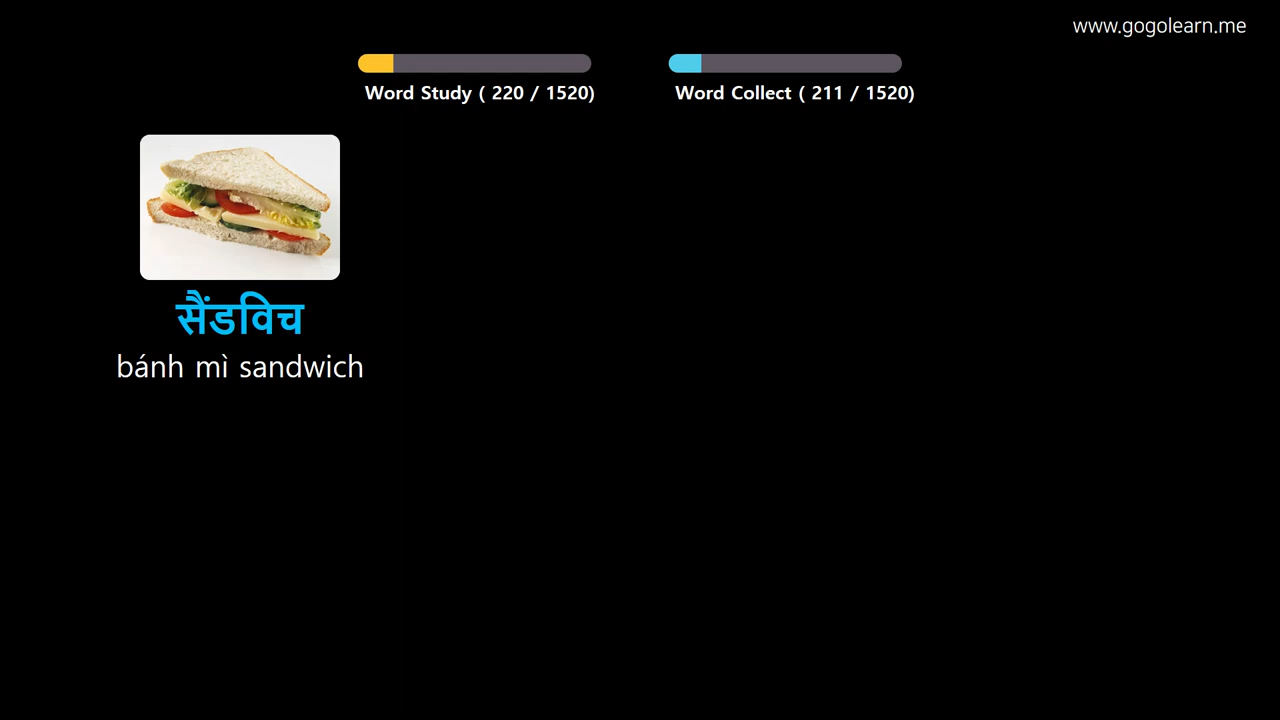 www.gogolearn.me
Word Study ( 220 / 1520)
Word Collect ( 211 / 1520)
सैंडविच
bánh mì sandwich